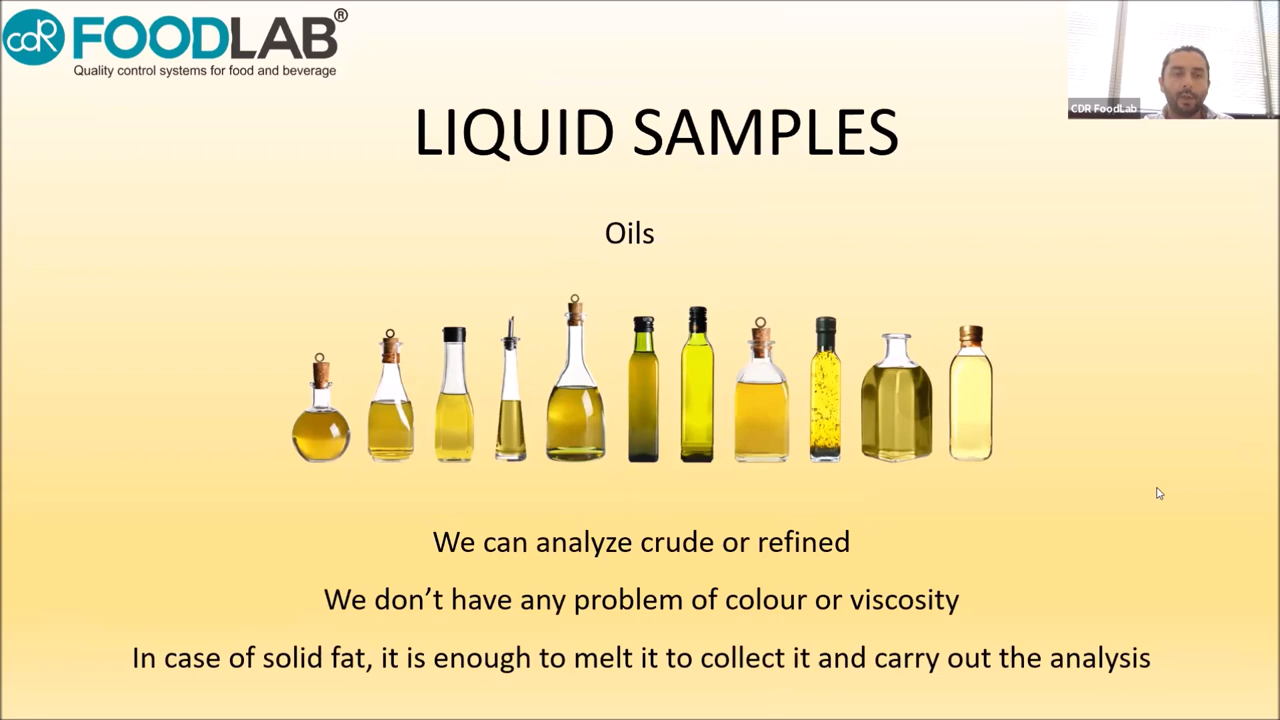 cdR FOODLAB®
Quality control systems for food and beverage
CDR FoodLab
LIQUID SAMPLES
Oils
We can analyze crude or refined
We don’t have any problem of colour or viscosity
In case of solid fat, it is enough to melt it to collect it and carry out the analysis